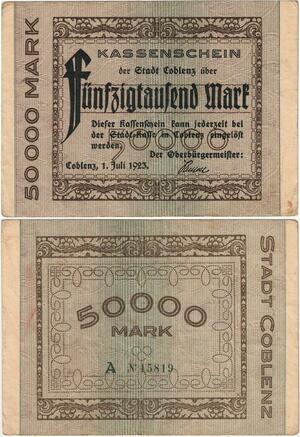 50000 MARK
KASSENSCHEIN
der Stadt Coblenz über
Fünfzigtausend Mark
Dieser Kassenschein kann jederzeit bei
der Stadt-Kasse in Coblenz eingelöst
werden.
50000
Der Oberbürgermeister:
Coblenz, 1. Juli 1923.
50000
MARK
A № 15819
STADT COBLENZ